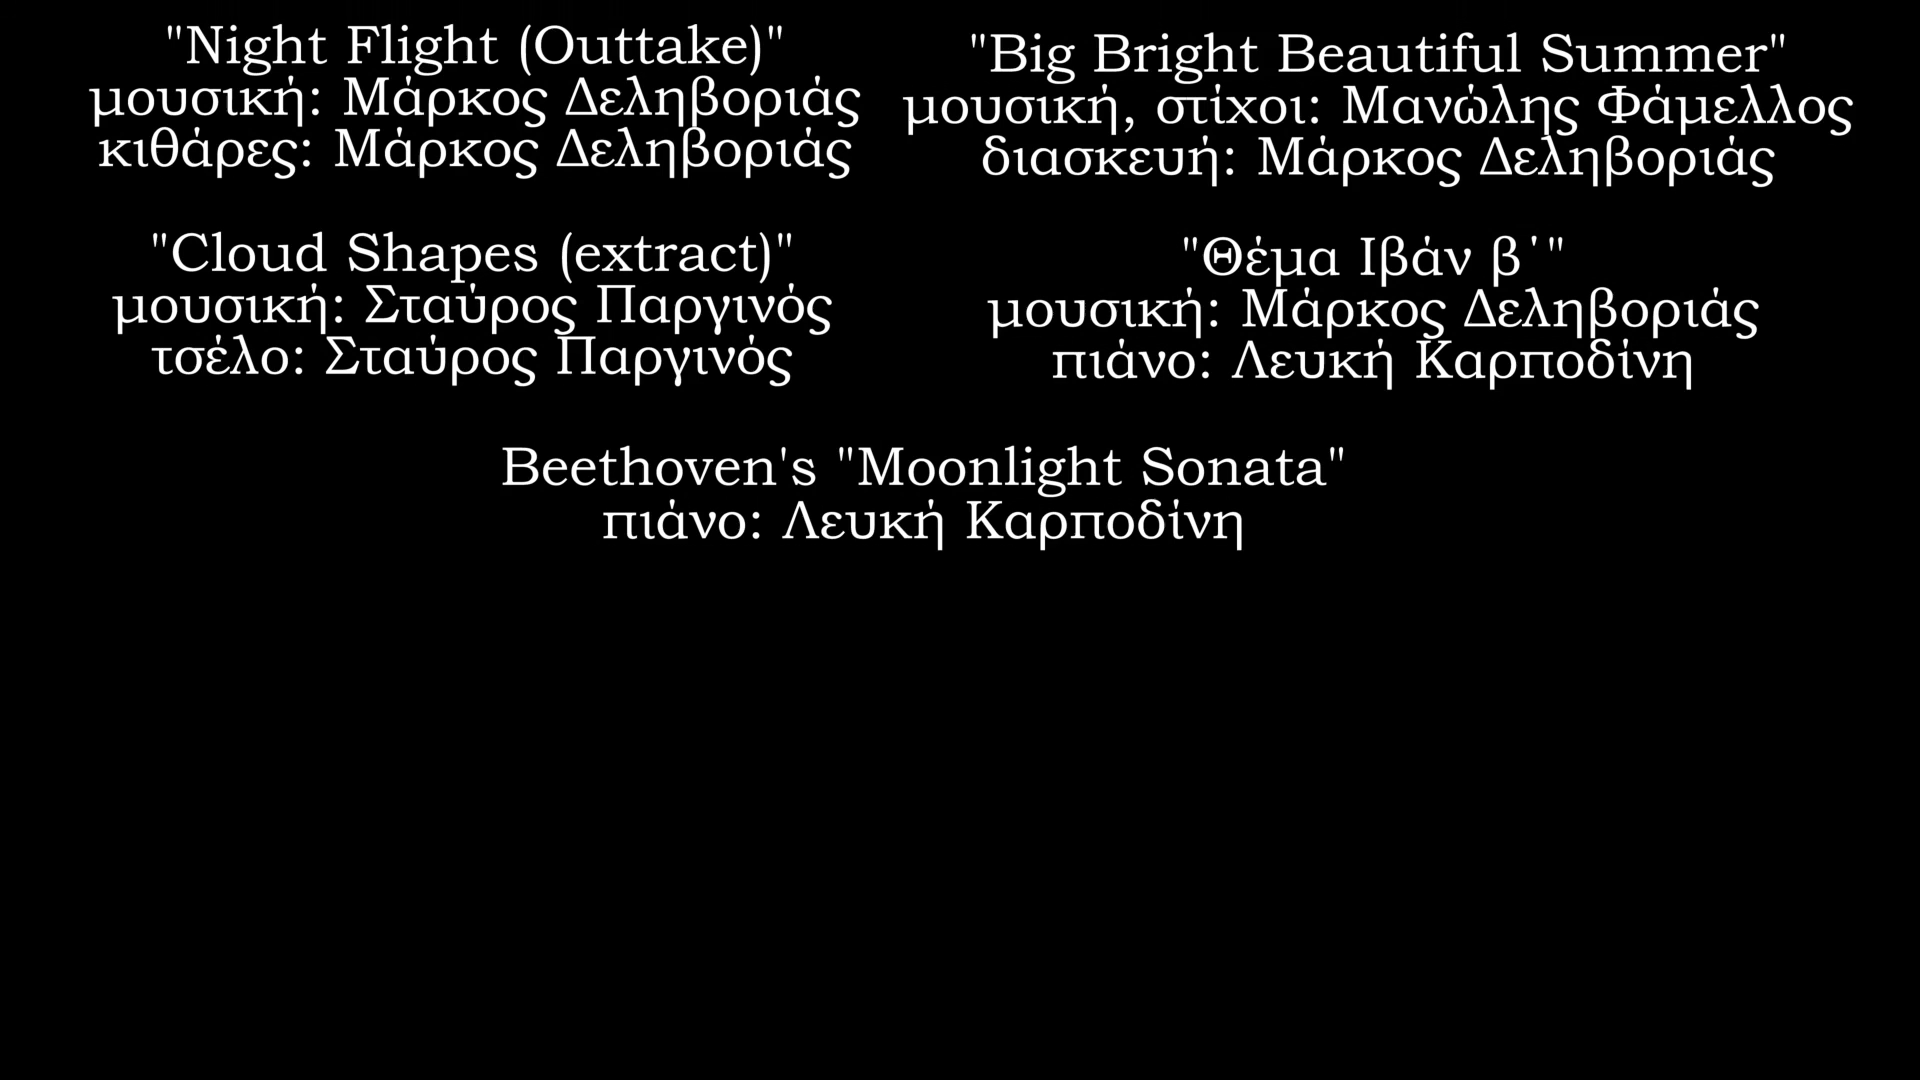 "Night Flight (Outtake)"
μουσική: Μάρκος Δεληβοριάς
κιθάρες: Μάρκος Δεληβοριάς
"Big Bright Beautiful Summer"
μουσική, στίχοι: Μανώλης Φάμελλος
διασκευή: Μάρκος Δεληβοριάς
"Cloud Shapes (extract)"
μουσική: Σταύρος Παργινός
τσέλο: Σταύρος Παργινός
"Θέμα Ιβάν β΄"
μουσική: Μάρκος Δεληβοριάς
πιάνο: Λευκή Καρποδίνη
Beethoven's "Moonlight Sonata"
πιάνο: Λευκή Καρποδίνη